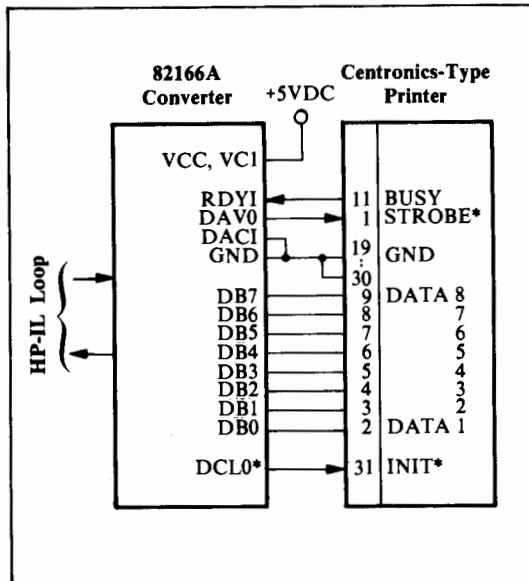 82166A
Converter
+5VDC
Centronics-Type
Printer
VCC, VC1
RDYI
11 BUSY
DAV0
1 STROBE*
DACI
GND
19 GND
:
30
DB7
9 DATA 8
DB6
8 7
DB5
7 6
DB4
6 5
DB3
5 4
DB2
4 3
DB1
3 2
DB0
2 DATA 1
DCL0*
31 INIT*
HP-IL Loop